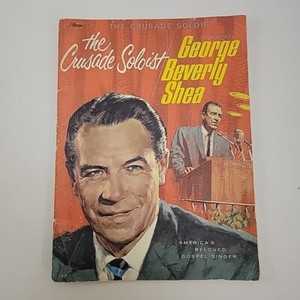 THE CRUSADE SOLOIST
the
Crusade Soloist
George
Beverly
Shea
AMERICA'S
BELOVED
GOSPEL SINGER